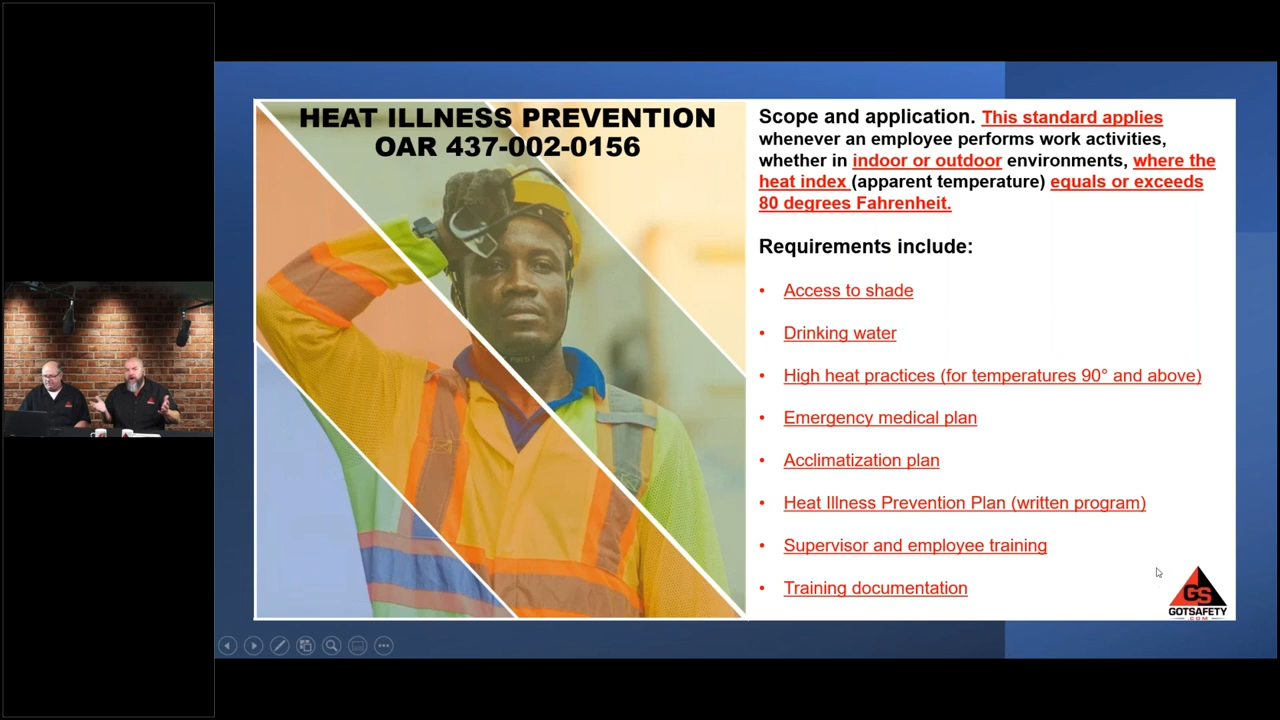 HEAT ILLNESS PREVENTION
OAR 437-002-0156
Scope and application. This standard applies
whenever an employee performs work activities,
whether in indoor or outdoor environments, where the
heat index (apparent temperature) equals or exceeds
80 degrees Fahrenheit.
Requirements include:
• Access to shade
• Drinking water
• High heat practices (for temperatures 90° and above)
• Emergency medical plan
• Acclimatization plan
• Heat Illness Prevention Plan (written program)
• Supervisor and employee training
• Training documentation
GS
GOTSAFETY
.COM